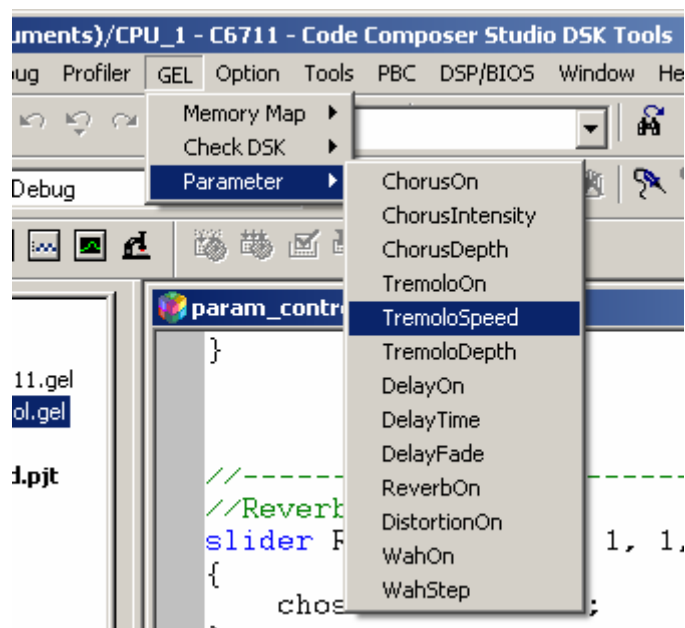 uments)/CPU_1 - C6711 - Code Composer Studio DSK Tools
bug Profiler GEL Option Tools PBC DSP/BIOS Window He
Memory Map
Check DSK
Debug
Parameter
ChorusOn
ChorusIntensity
ChorusDepth
TremoloOn
TremoloSpeed
TremoloDepth
DelayOn
DelayTime
DelayFade
ReverbOn
DistortionOn
WahOn
WahStep
param_contr
}
11.gel
ol.gel
d.pjt
//-----
//Reverb
slider R 1, 1,
{
chos ;